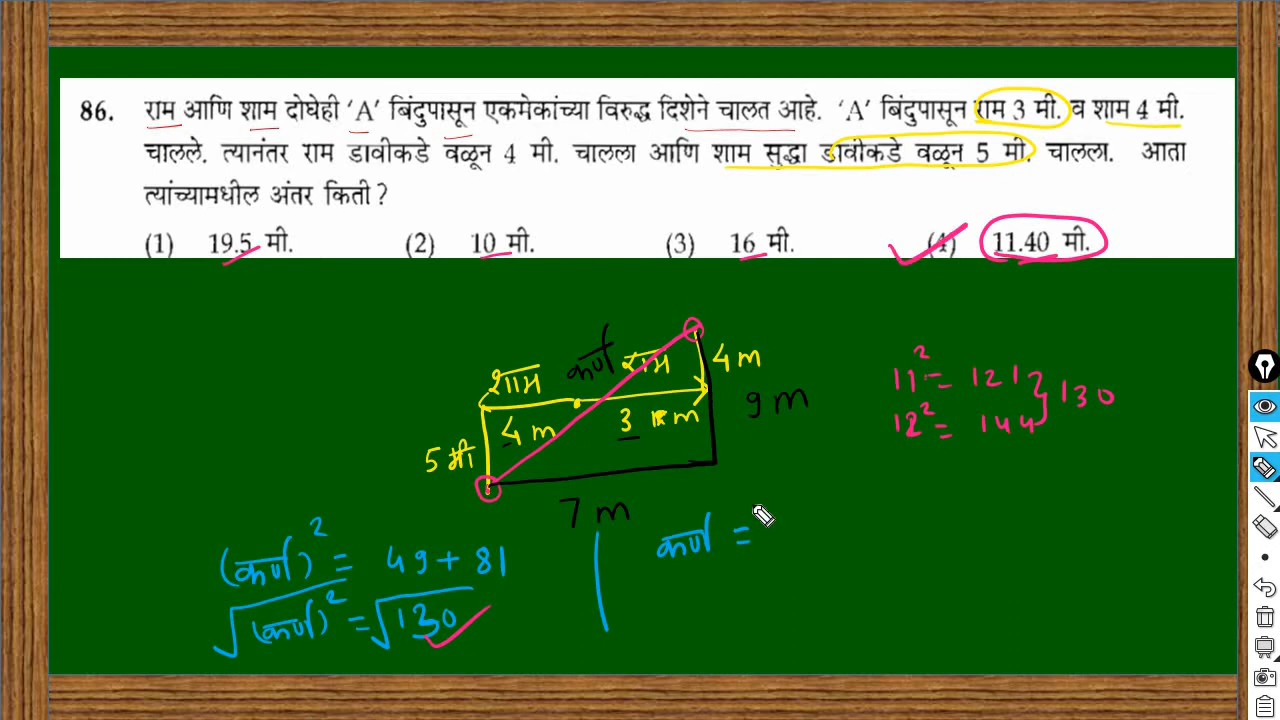 86. राम आणि शाम दोघेही ‘A’ बिंदुपासून एकमेकांच्या विरुद्ध दिशेने चालत आहे. ‘A’ बिंदुपासून राम 3 मी. व शाम 4 मी.
चालले. त्यानंतर राम डावीकडे वळून 4 मी. चालला आणि शाम सुद्धा डावीकडे वळून 5 मी. चालला. आता
त्यांच्यामधील अंतर किती ?
(1) 19.5 मी. (2) 10 मी. (3) 16 मी. (4) 11.40 मी.
शाम कर्ण राम 4 m
4 m 3 m 9 m
5 मी
7 m
11² = 121
12² = 144 } 130
(कर्ण)² = 49 + 81
√(कर्ण)² = √130
कर्ण =